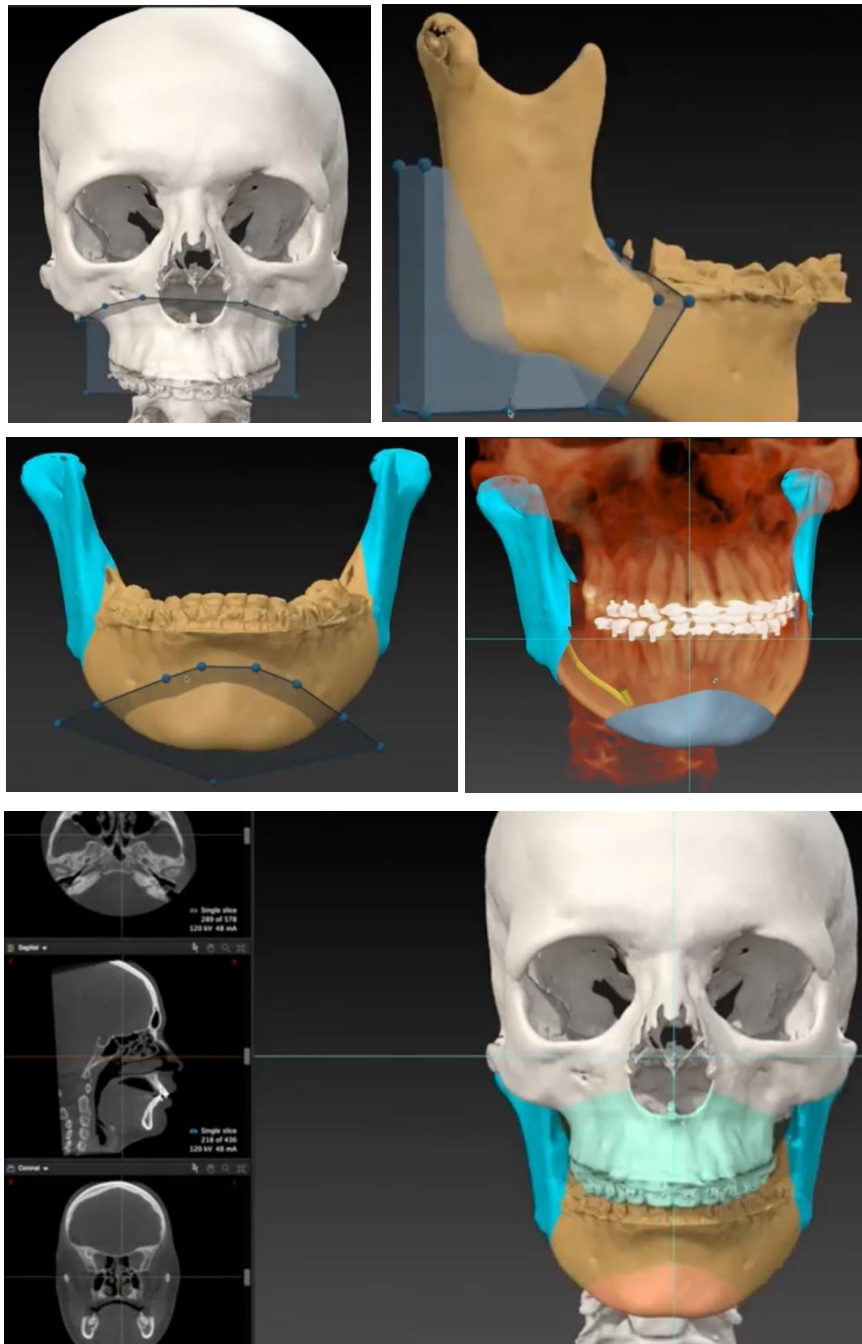 Single slice
289 of 578
120 kV 48 mA
Sagittal
Single slice
218 of 436
120 kV 48 mA
Coronal